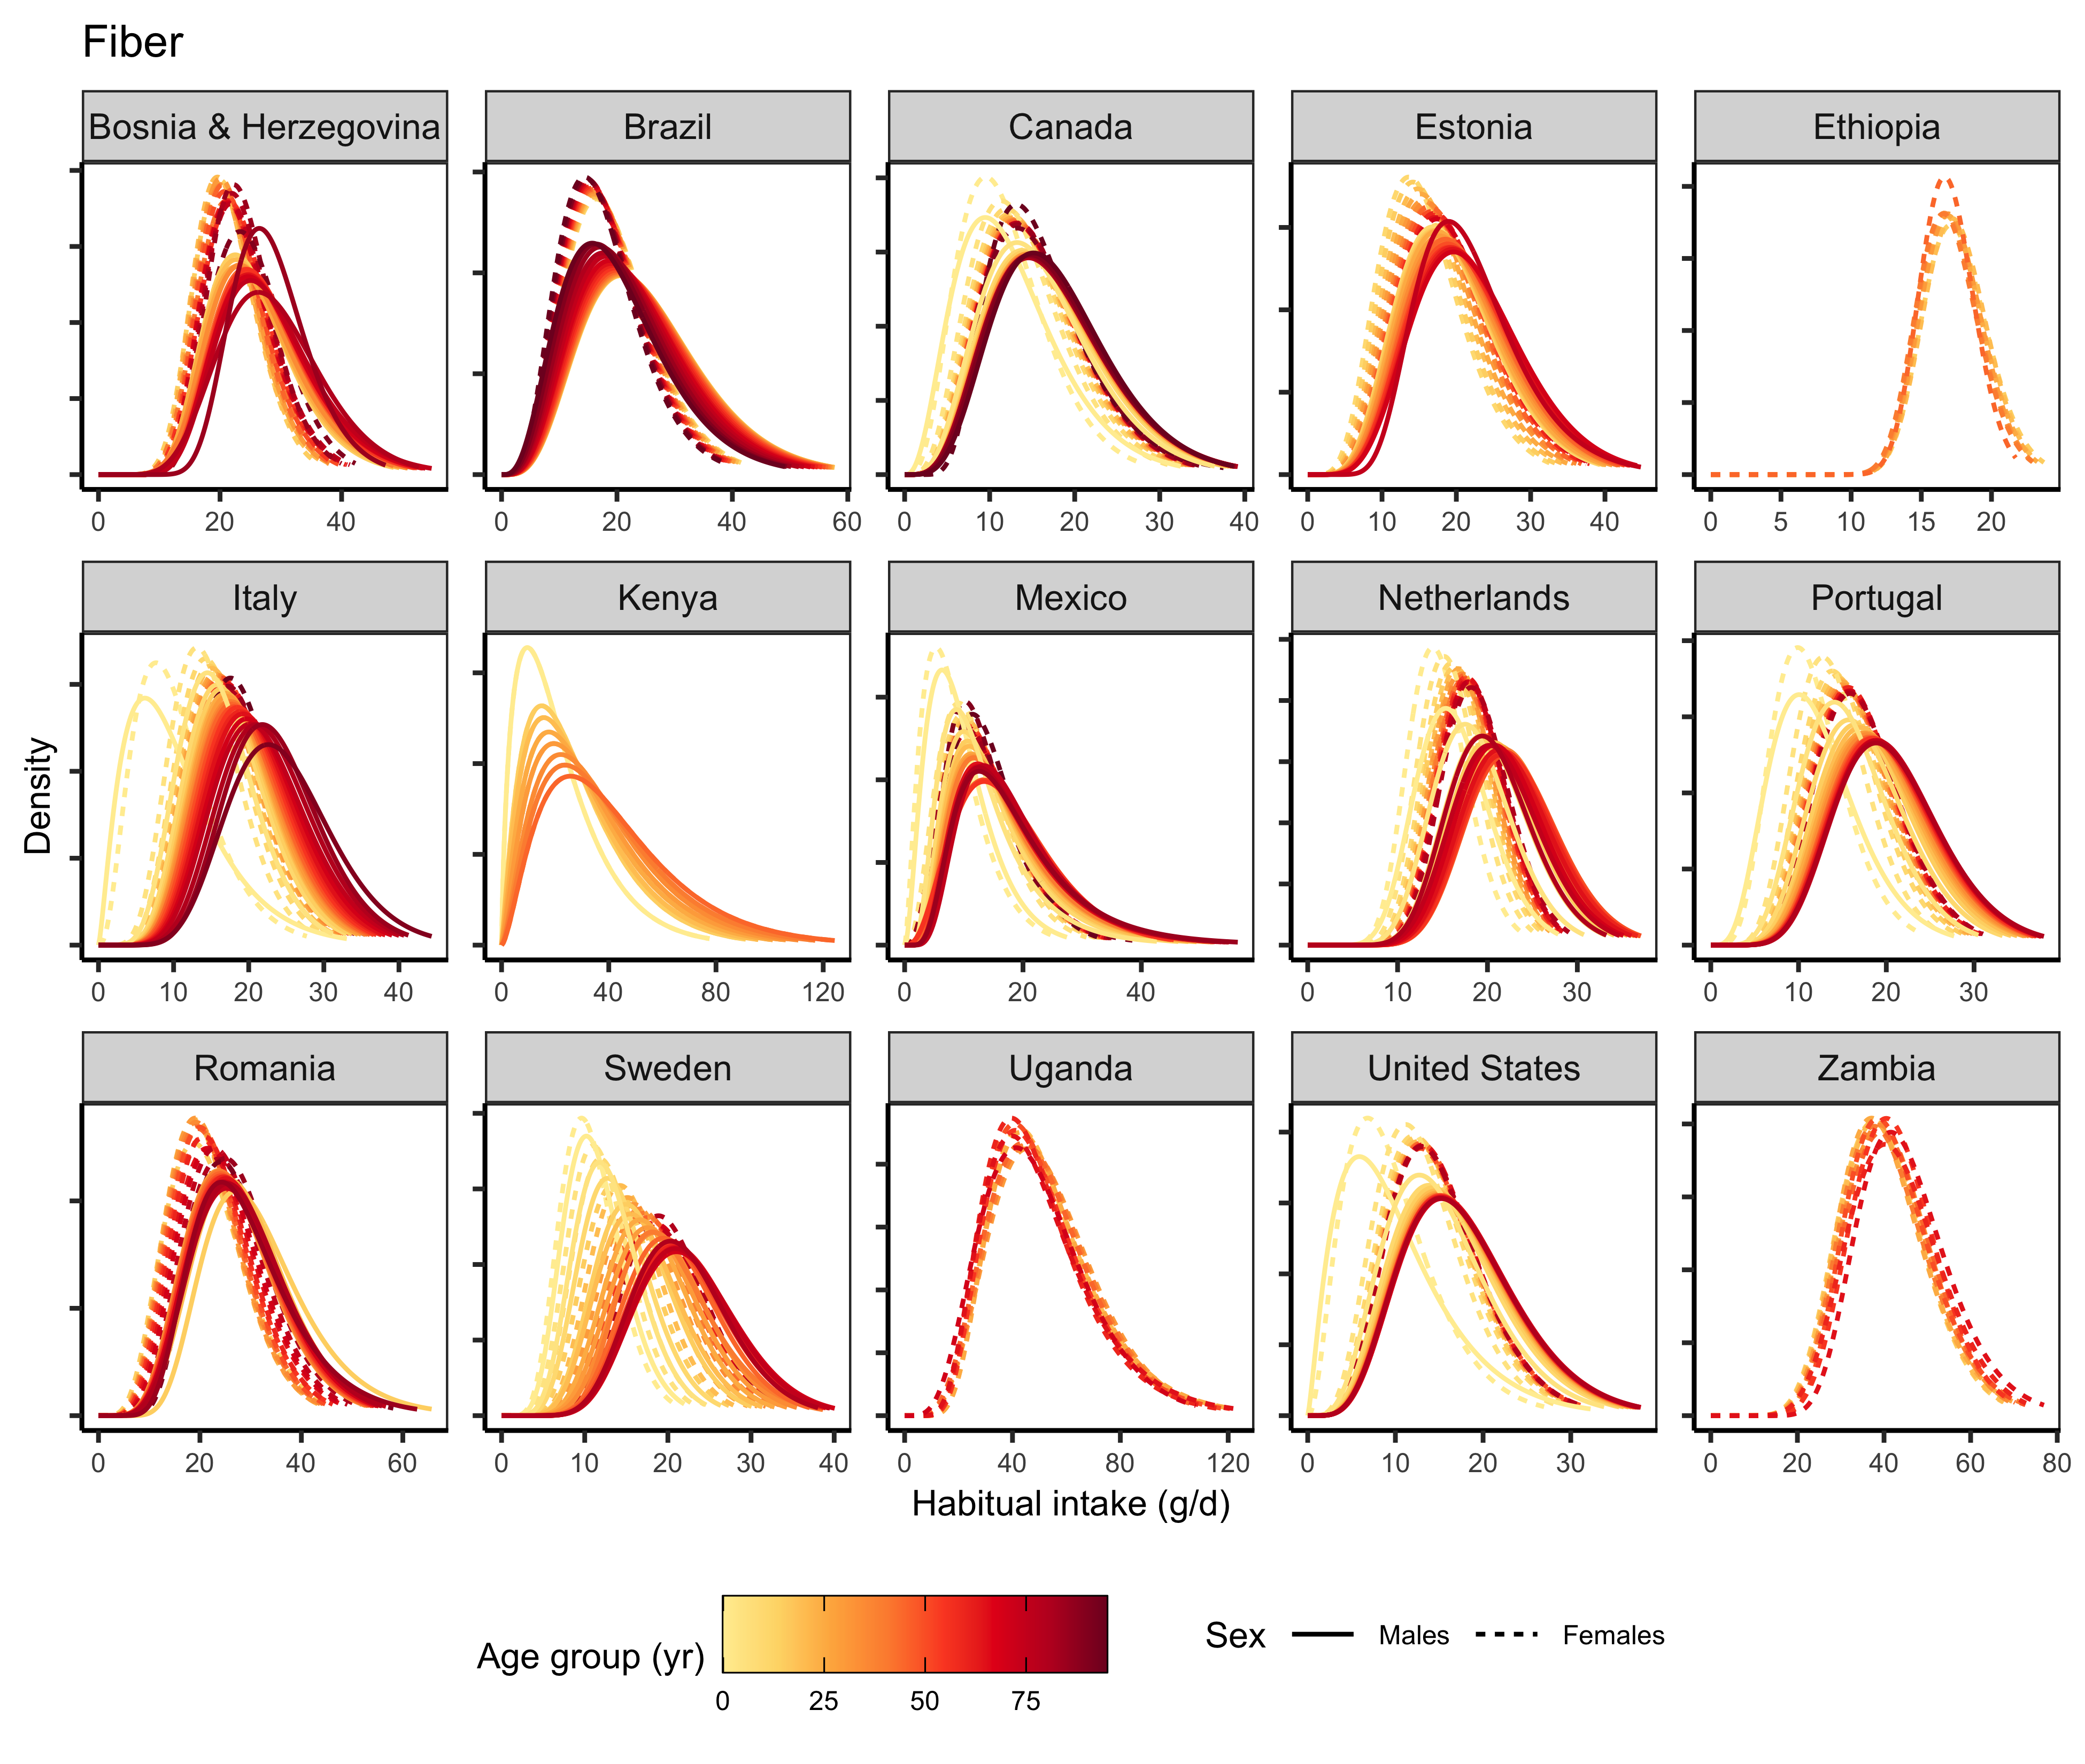 Fiber
Bosnia & Herzegovina Brazil Canada Estonia Ethiopia
0 20 40 0 20 40 60 0 10 20 30 40 0 10 20 30 40 0 5 10 15 20
Italy Kenya Mexico Netherlands Portugal
Density
0 10 20 30 40 0 40 80 120 0 20 40 0 10 20 30 0 10 20 30
Romania Sweden Uganda United States Zambia
0 20 40 60 0 10 20 30 40 0 40 80 120 0 10 20 30 0 20 40 60 80
Habitual intake (g/d)
Age group (yr) Sex Males Females
0 25 50 75